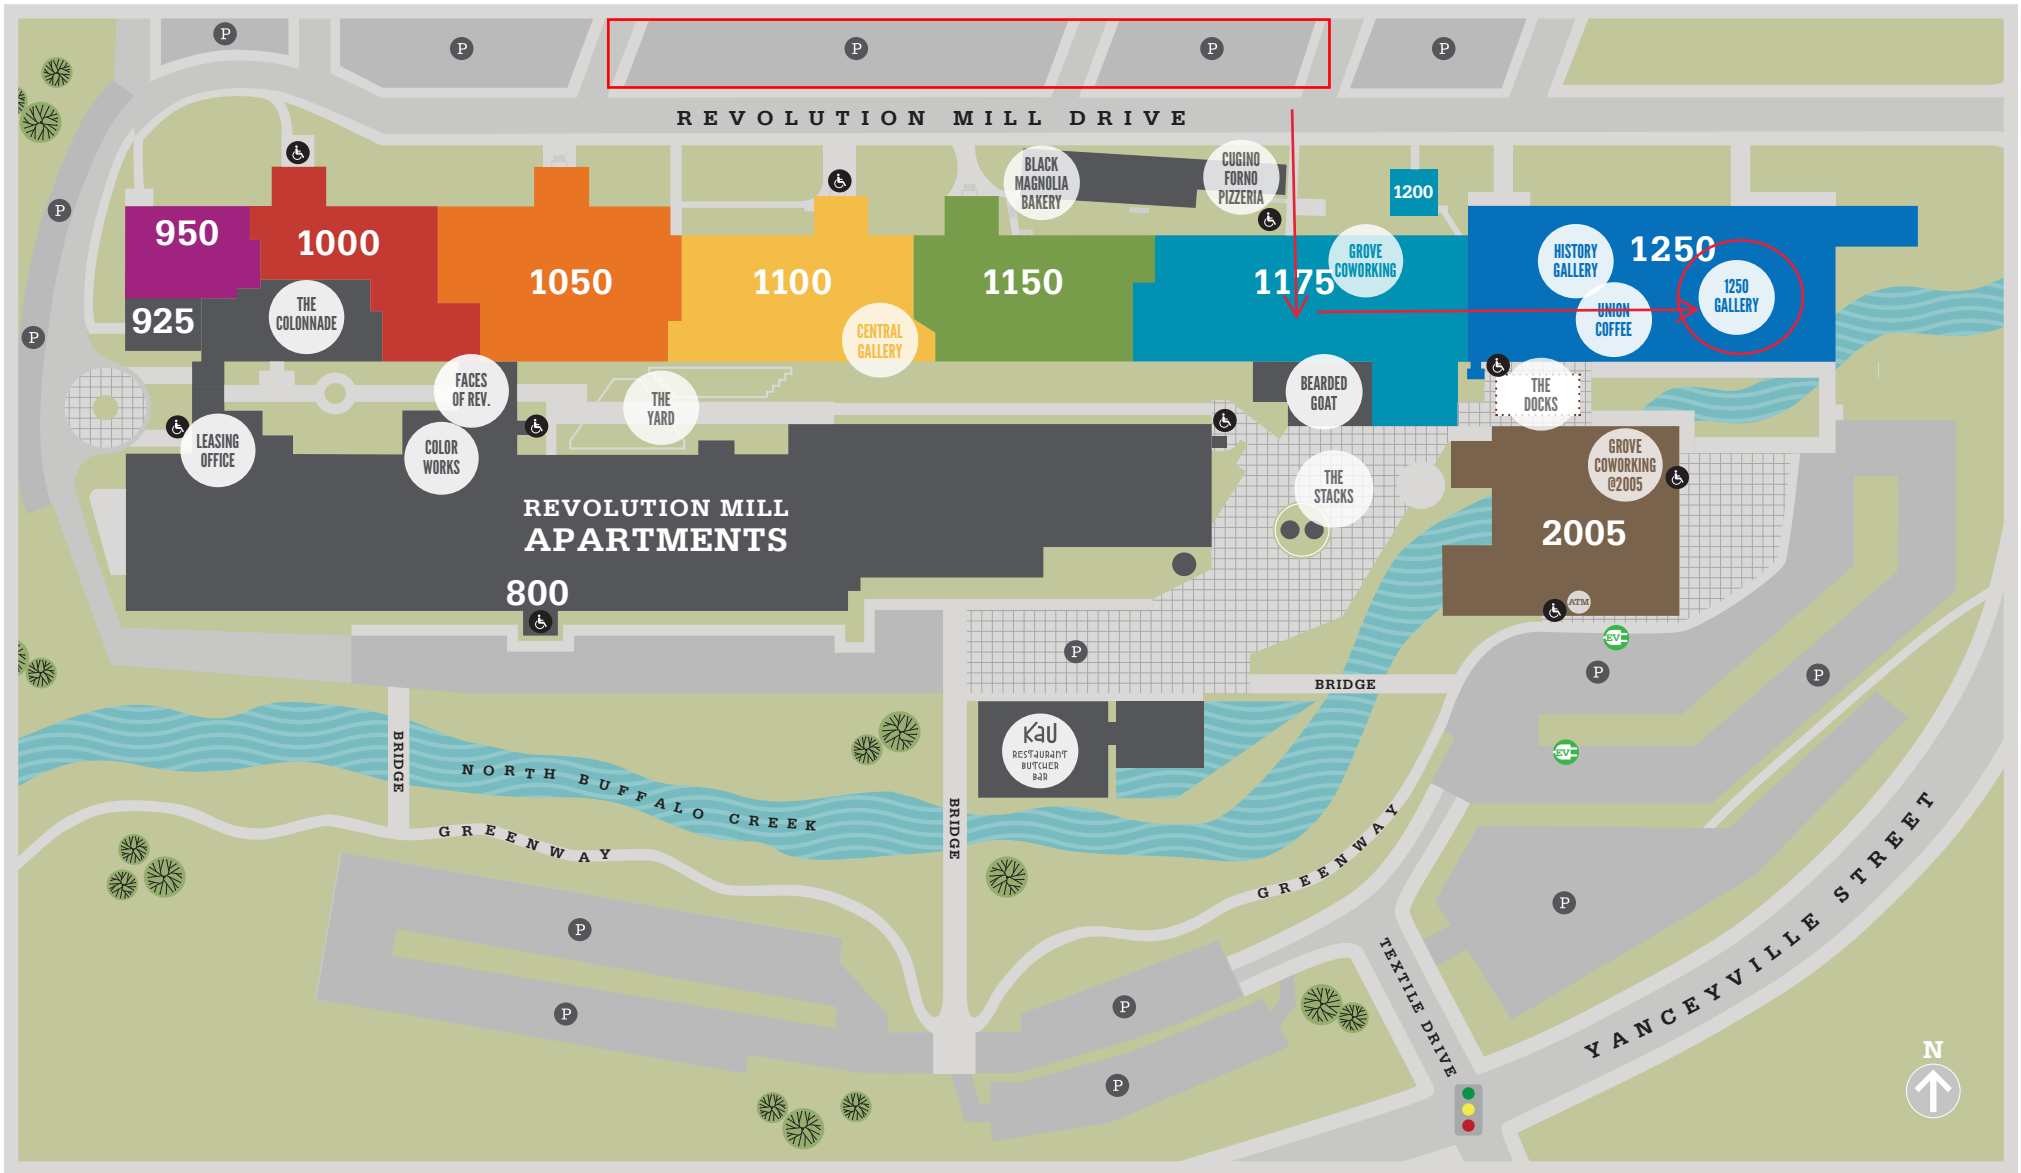 P
P
P
P
P
REVOLUTION MILL DRIVE
BLACK
MAGNOLIA
BAKERY
CUGINO
FORNO
PIZZERIA
1200
P
950
1000
1050
1100
1150
1175
GROVE
COWORKING
HISTORY
GALLERY
1250
1250
GALLERY
UNION
COFFEE
925
THE
COLONNADE
CENTRAL
GALLERY
P
FACES
OF REV.
THE
YARD
BEARDED
GOAT
THE
DOCKS
LEASING
OFFICE
COLOR
WORKS
GROVE
COWORKING
@2005
THE
STACKS
REVOLUTION MILL
APARTMENTS
2005
800
ATM
EV
P
P
P
BRIDGE
BRIDGE
KAU
RESTAURANT
BUTCHER
BAR
EV
NORTH BUFFALO CREEK
GREENWAY
BRIDGE
GREENWAY
P
P
P
P
P
TEXTILE DRIVE
YANCEYVILLE STREET
N